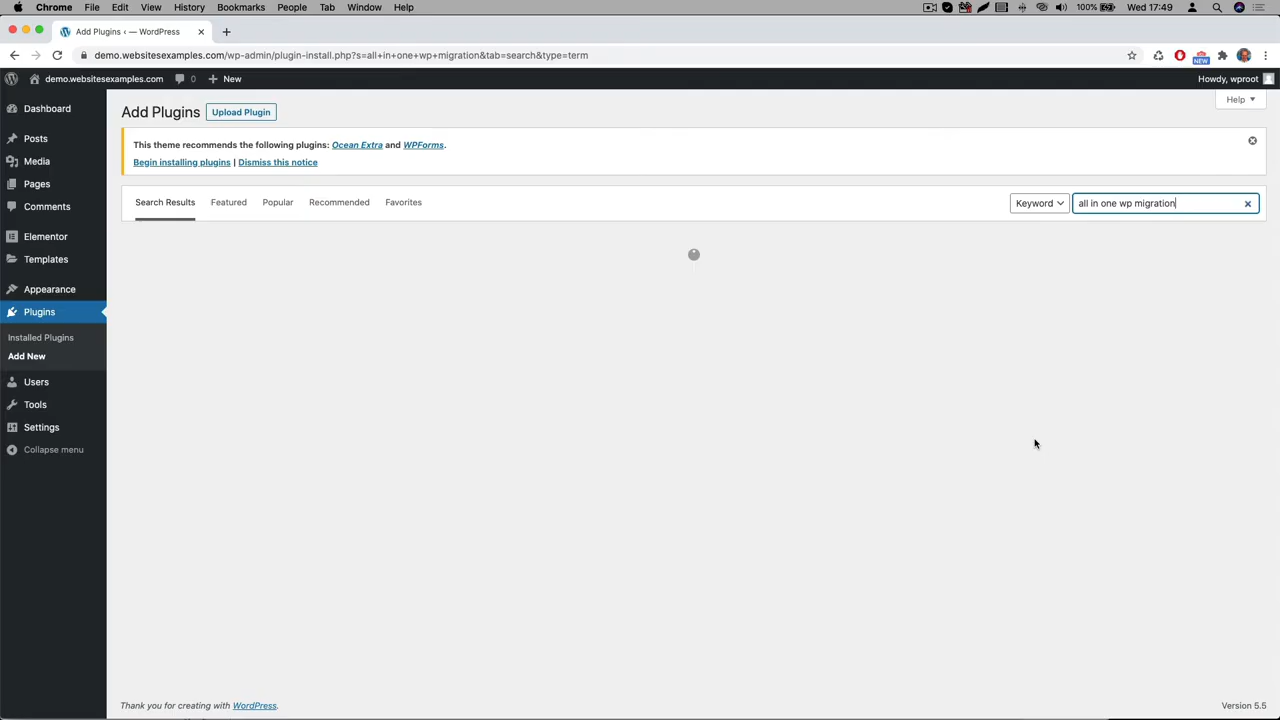 Chrome File Edit View History Bookmarks People Tab Window Help 100% Wed 17:49
Add Plugins ‹ — WordPress
demo.websitesexamples.com/wp-admin/plugin-install.php?s=all+in+one+wp+migration&tab=search&type=term
NEW
demo.websitesexamples.com 0 New Howdy, wproot
Dashboard
Posts
Media
Pages
Comments
Elementor
Templates
Appearance
Plugins
Installed Plugins
Add New
Users
Tools
Settings
Collapse menu
Help
Add Plugins Upload Plugin
This theme recommends the following plugins: Ocean Extra and WPForms.
Begin installing plugins | Dismiss this notice
Search Results Featured Popular Recommended Favorites Keyword all in one wp migration
Thank you for creating with WordPress. Version 5.5